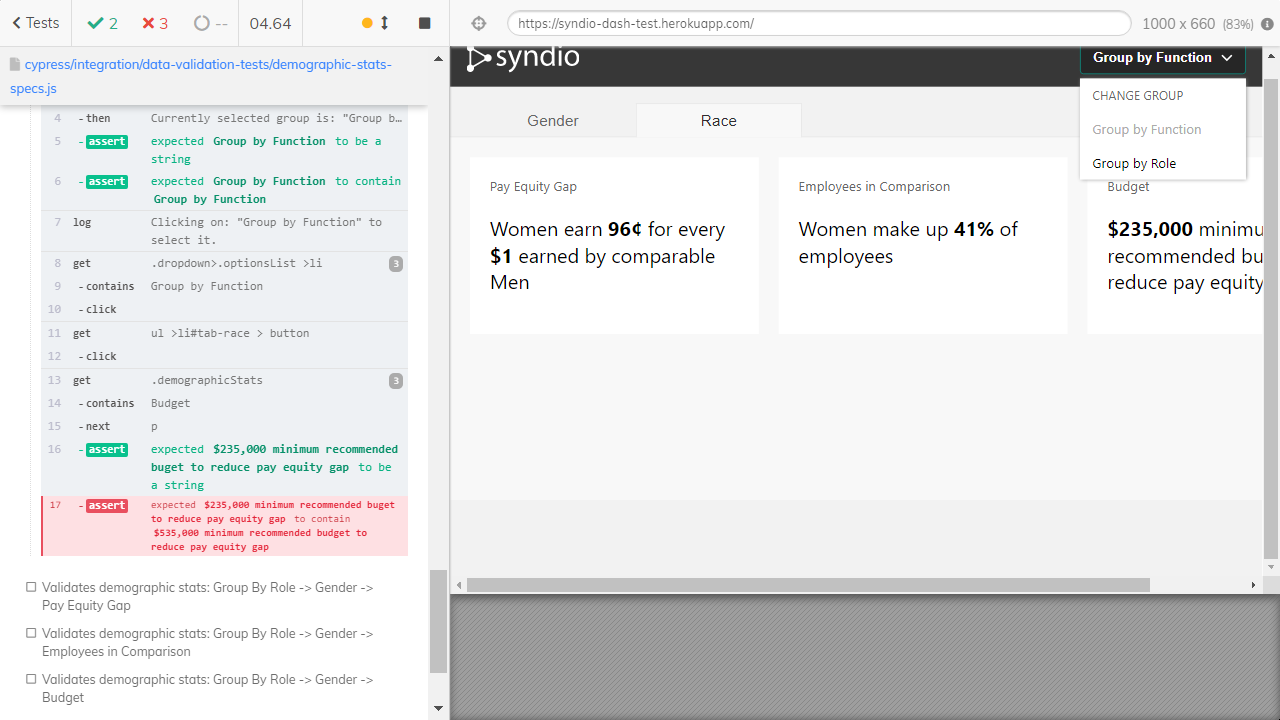 Tests
2
3
--
04.64
https://syndio-dash-test.herokuapp.com/
1000 x 660 (83%)
cypress/integration/data-validation-tests/demographic-stats-
specs.js
4 - then Currently selected group is: "Group b...
5 - assert expected Group by Function to be a
string
6 - assert expected Group by Function to contain
Group by Function
7 log Clicking on: "Group by Function" to
select it.
8 get .dropdown>.optionsList >li 3
9 - contains Group by Function
10 - click
11 get ul >li#tab-race > button
12 - click
13 get .demographicStats 3
14 - contains Budget
15 - next p
16 - assert expected $235,000 minimum recommended
buget to reduce pay equity gap to be
a string
17 - assert expected $235,000 minimum recommended buget
to reduce pay equity gap to contain
$535,000 minimum recommended budget to
reduce pay equity gap
Validates demographic stats: Group By Role -> Gender ->
Pay Equity Gap
Validates demographic stats: Group By Role -> Gender ->
Employees in Comparison
Validates demographic stats: Group By Role -> Gender ->
Budget
syndio
Group by Function
CHANGE GROUP
Group by Function
Group by Role
Gender
Race
Pay Equity Gap
Women earn 96¢ for every
$1 earned by comparable
Men
Employees in Comparison
Women make up 41% of
employees
Budget
$235,000 minimu
recommended bu
reduce pay equity